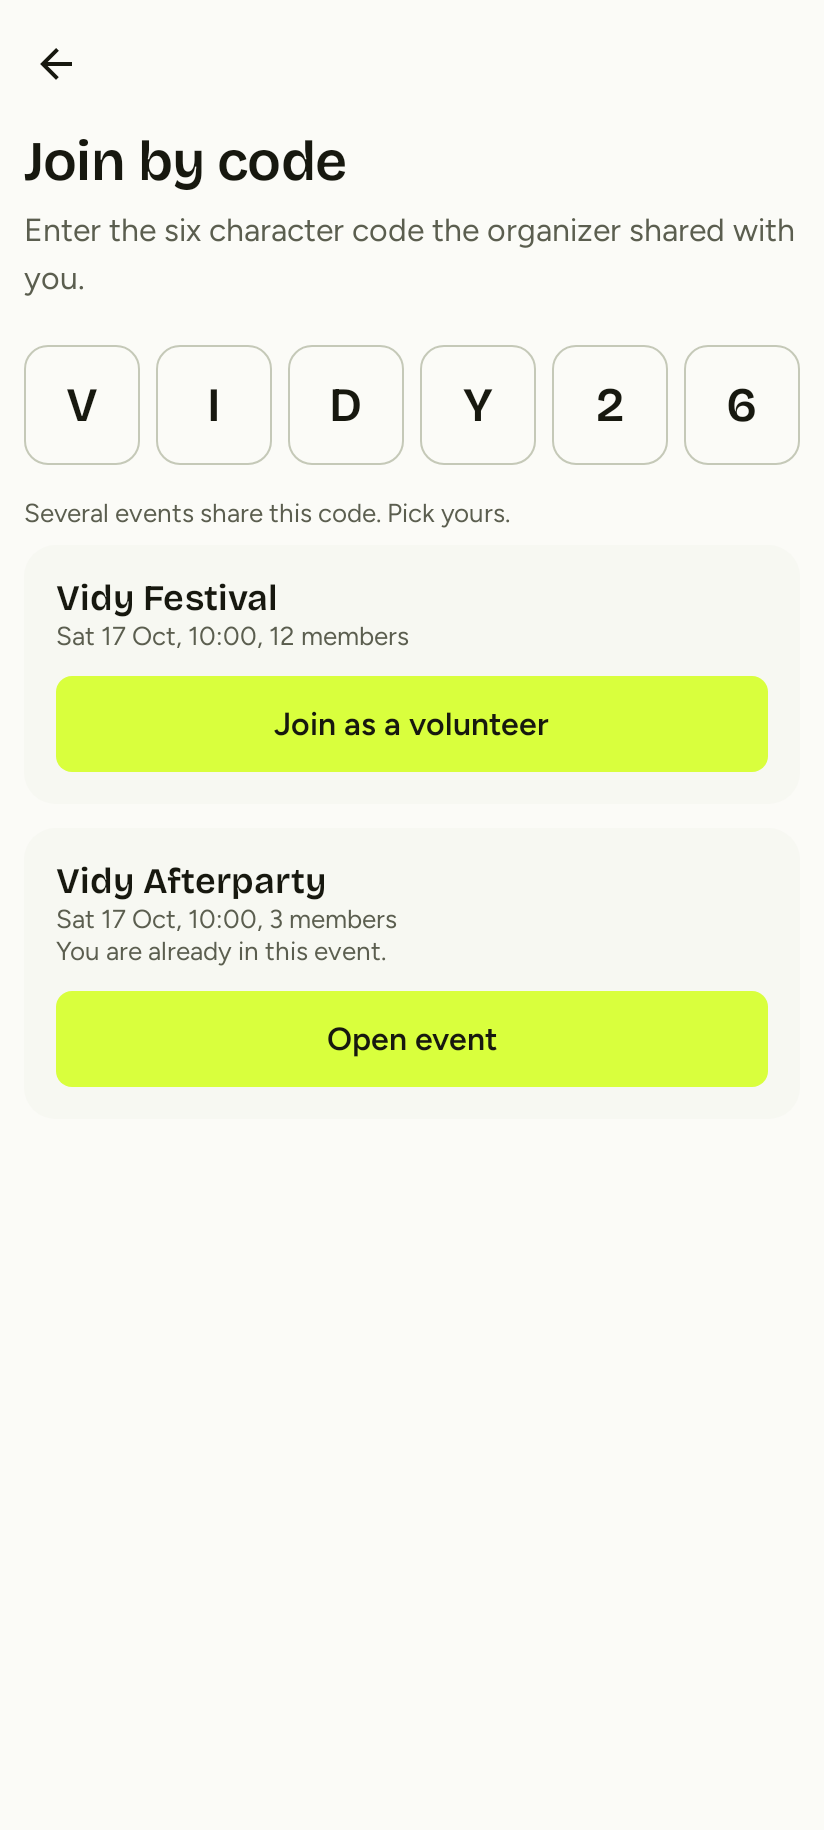 Join by code
Enter the six character code the organizer shared with
you.
V I D Y 2 6
Several events share this code. Pick yours.
Vidy Festival
Sat 17 Oct, 10:00, 12 members
Join as a volunteer
Vidy Afterparty
Sat 17 Oct, 10:00, 3 members
You are already in this event.
Open event